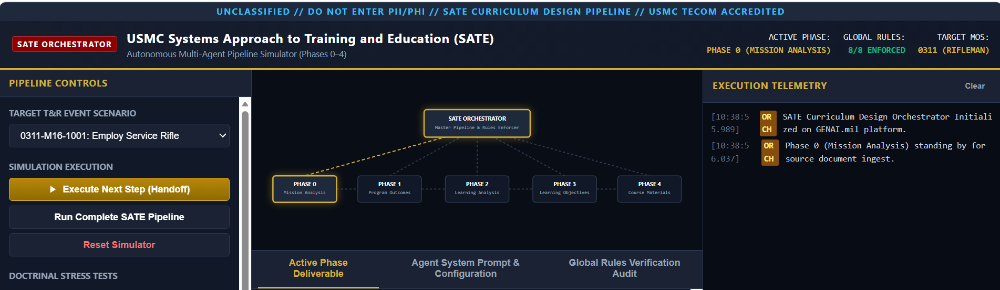 UNCLASSIFIED // DO NOT ENTER PII/PHI // SATE CURRICULUM DESIGN PIPELINE // USMC TECOM ACCREDITED
SATE ORCHESTRATOR
USMC Systems Approach to Training and Education (SATE)
Autonomous Multi-Agent Pipeline Simulator (Phases 0–4)
ACTIVE PHASE:
PHASE 0 (MISSION ANALYSIS)
GLOBAL RULES:
8/8 ENFORCED
TARGET MOS:
0311 (RIFLEMAN)
PIPELINE CONTROLS
TARGET T&R EVENT SCENARIO
0311-M16-1001: Employ Service Rifle
SIMULATION EXECUTION
Execute Next Step (Handoff)
Run Complete SATE Pipeline
Reset Simulator
DOCTRINAL STRESS TESTS
SATE ORCHESTRATOR
Master Pipeline & Rules Enforcer
PHASE 0
Mission Analysis
PHASE 1
Program Outcomes
PHASE 2
Learning Analysis
PHASE 3
Learning Objectives
PHASE 4
Course Materials
Active Phase
Deliverable
Agent System Prompt &
Configuration
Global Rules Verification
Audit
EXECUTION TELEMETRY
Clear
[10:38:5
5.989]
OR
CH
SATE Curriculum Design Orchestrator Initiali
zed on GENAI.mil platform.
[10:38:5
6.037]
OR
CH
Phase 0 (Mission Analysis) standing by for
source document ingest.